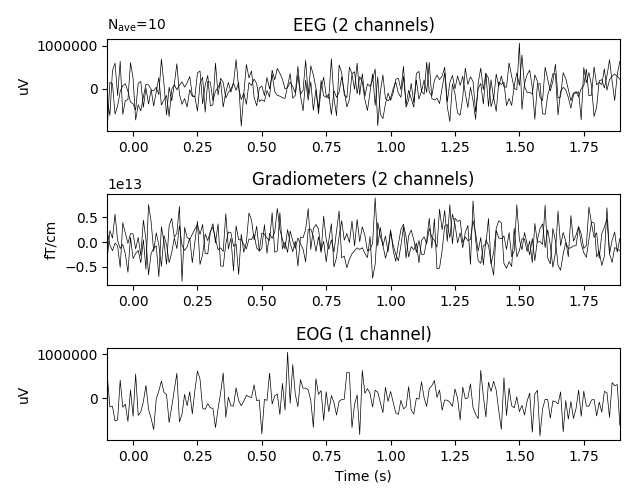 N_ave=10
EEG (2 channels)
1000000
0
uV
0.00 0.25 0.50 0.75 1.00 1.25 1.50 1.75
1e13
Gradiometers (2 channels)
0.5
0.0
−0.5
fT/cm
0.00 0.25 0.50 0.75 1.00 1.25 1.50 1.75
EOG (1 channel)
1000000
0
uV
0.00 0.25 0.50 0.75 1.00 1.25 1.50 1.75
Time (s)